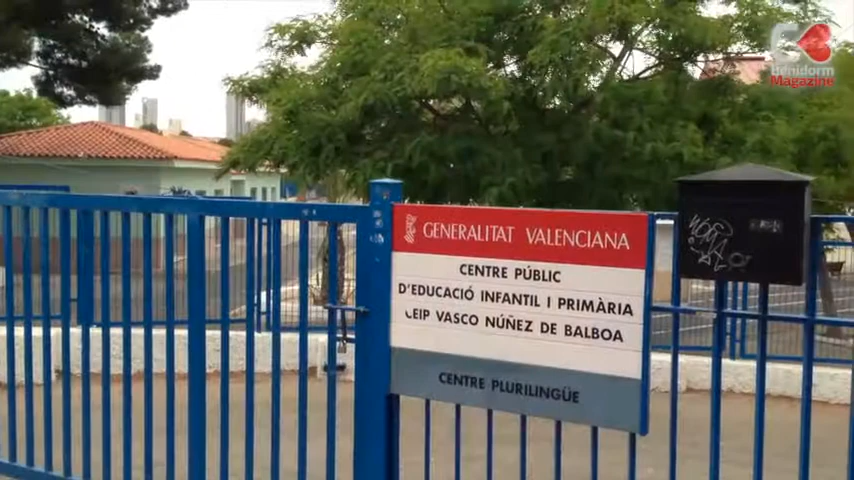 Benidorm
Magazine
GENERALITAT VALENCIANA
CENTRE PÚBLIC
D'EDUCACIÓ INFANTIL I PRIMÀRIA
CEIP VASCO NÚÑEZ DE BALBOA
CENTRE PLURILINGÜE